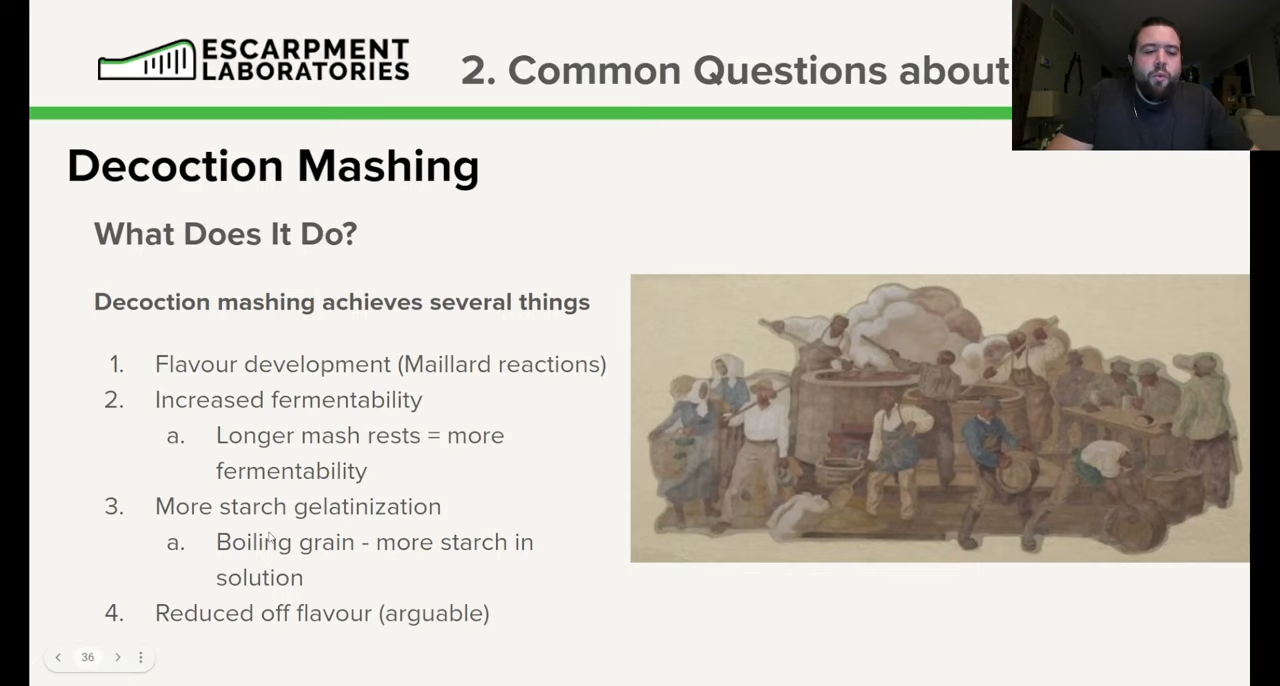 ESCARPMENT
LABORATORIES
2. Common Questions about
Decoction Mashing
What Does It Do?
Decoction mashing achieves several things
1. Flavour development (Maillard reactions)
2. Increased fermentability
a. Longer mash rests = more
fermentability
3. More starch gelatinization
a. Boiling grain - more starch in
solution
4. Reduced off flavour (arguable)
36